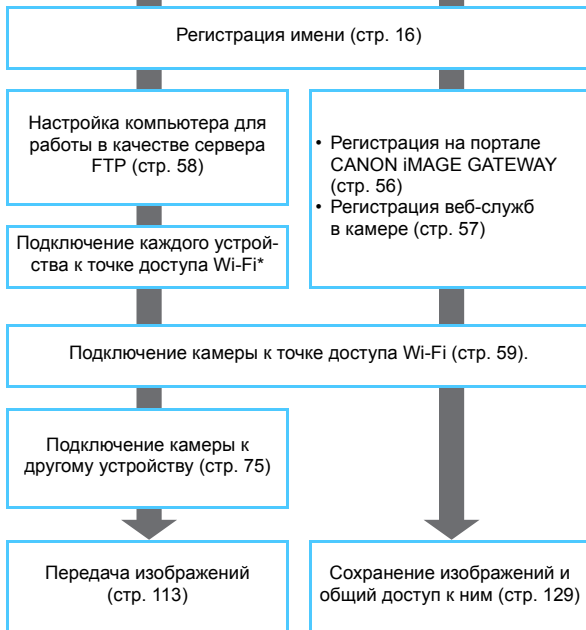 Регистрация имени (стр. 16)
Настройка компьютера для
работы в качестве сервера
FTP (стр. 58)
• Регистрация на портале
CANON iMAGE GATEWAY
(стр. 56)
• Регистрация веб-служб
в камере (стр. 57)
Подключение каждого устрой-
ства к точке доступа Wi-Fi*
Подключение камеры к точке доступа Wi-Fi (стр. 59).
Подключение камеры к
другому устройству (стр. 75)
Передача изображений
(стр. 113)
Сохранение изображений и
общий доступ к ним (стр. 129)